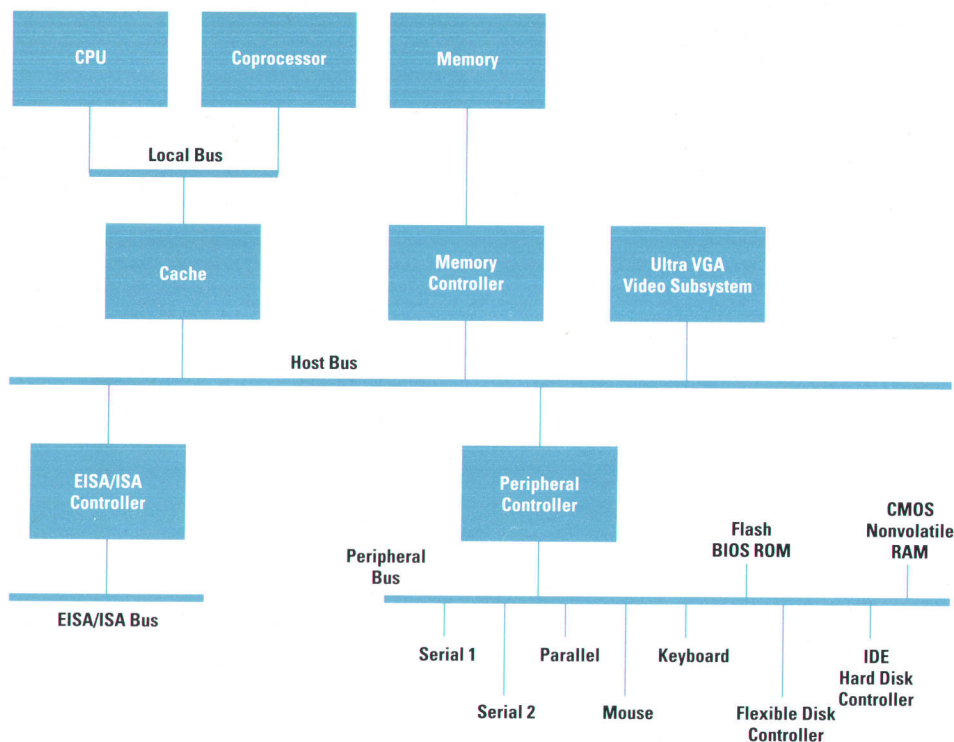 CPU
Coprocessor
Memory
Local Bus
Cache
Memory
Controller
Ultra VGA
Video Subsystem
Host Bus
EISA/ISA
Controller
Peripheral
Controller
Flash
BIOS ROM
CMOS
Nonvolatile
RAM
Peripheral
Bus
EISA/ISA Bus
Serial 1
Parallel
Keyboard
IDE
Hard Disk
Controller
Serial 2
Mouse
Flexible Disk
Controller